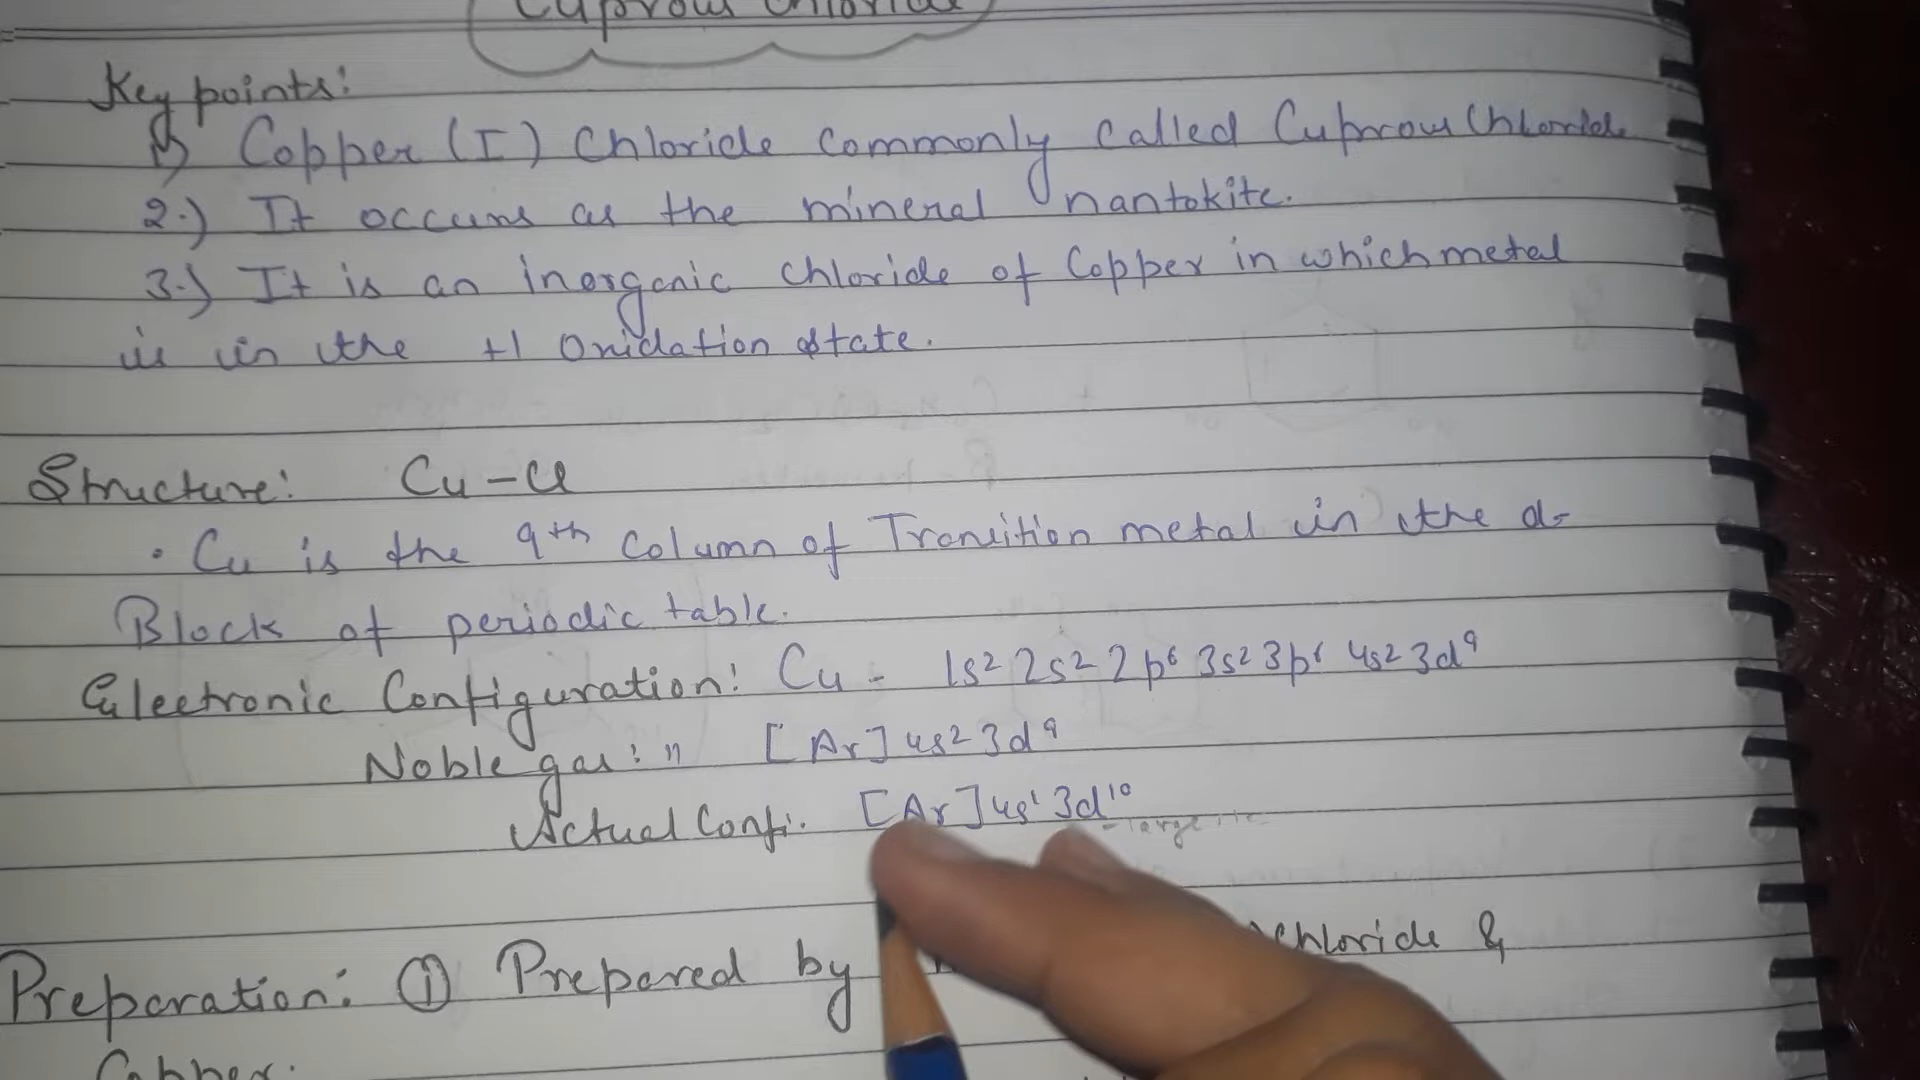 Cuprous Chloride
Key points:
1) Copper (I) Chloride commonly called Cuprous Chloride
2.) It occurs as the mineral nantokite.
3.) It is an inorganic chloride of Copper in which metal
is in the +1 Oxidation state.
Structure: Cu-Cl
• Cu is the 9th Column of Transition metal in the d-
Block of periodic table.
Electronic Configuration: Cu - 1s² 2s² 2p⁶ 3s² 3p⁶ 4s² 3d⁹
Noble gas: " [Ar] 4s² 3d⁹
Actual Confi. [Ar] 4s¹ 3d¹⁰
Preparation: ① Prepared by Chloride &
Copper.